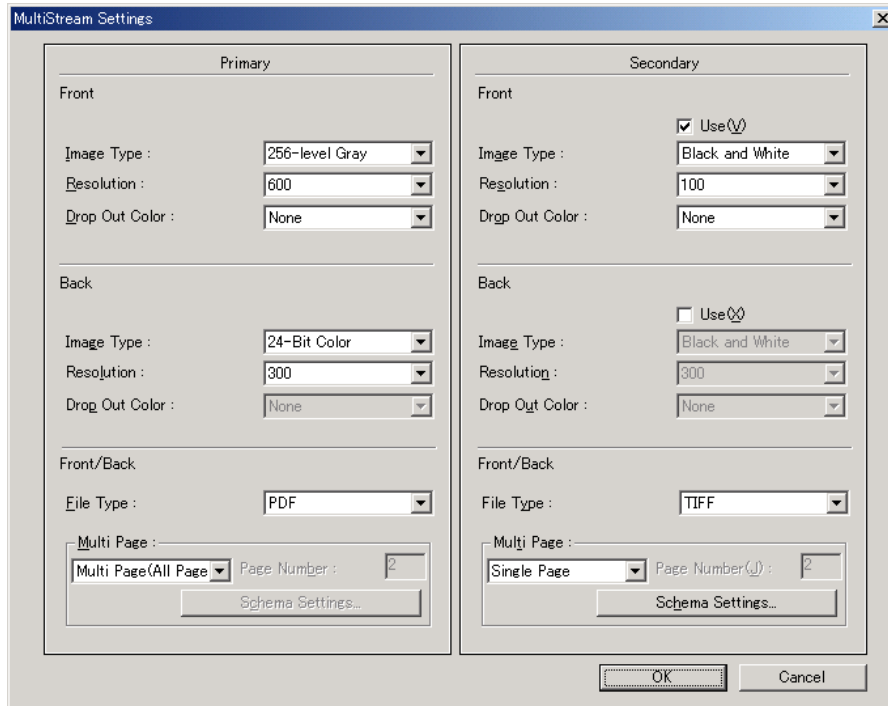 MultiStream Settings
Primary
Front
Image Type :
256-level Gray
Resolution :
600
Drop Out Color :
None
Back
Image Type :
24-Bit Color
Resolution :
300
Drop Out Color :
None
Front/Back
File Type :
PDF
Multi Page :
Multi Page(All Page
Page Number :
2
Schema Settings...
Secondary
Front
Use(V)
Image Type :
Black and White
Resolution :
100
Drop Out Color :
None
Back
Use(X)
Image Type :
Black and White
Resolution :
300
Drop Out Color :
None
Front/Back
File Type :
TIFF
Multi Page :
Single Page
Page Number(J) :
2
Schema Settings...
OK
Cancel